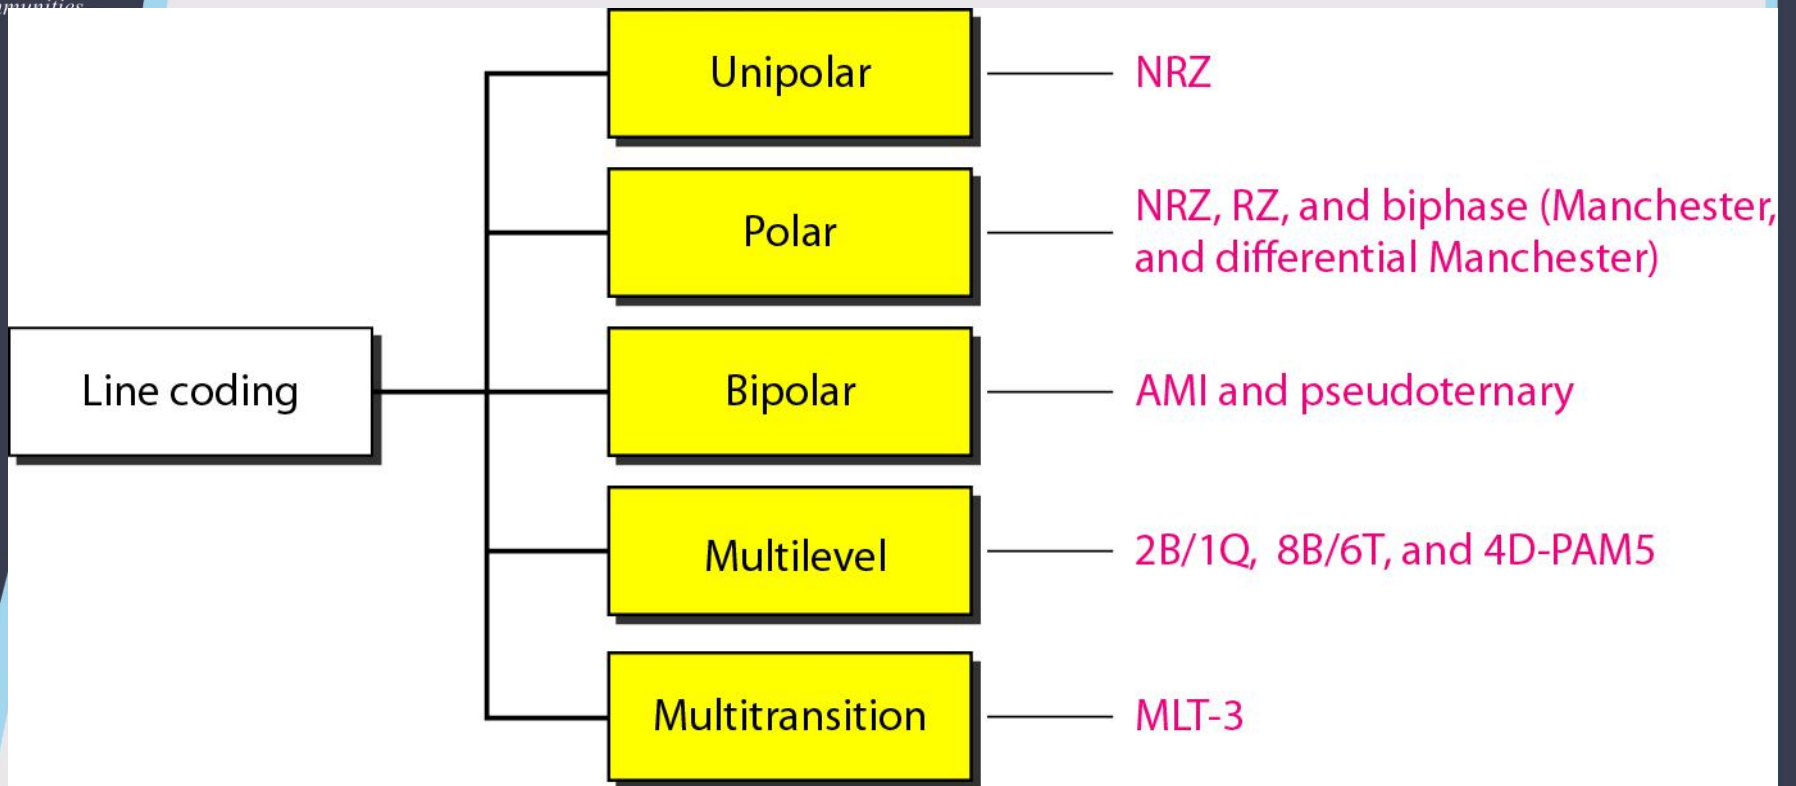 Unipolar
NRZ
Polar
NRZ, RZ, and biphase (Manchester,
and differential Manchester)
Line coding
Bipolar
AMI and pseudoternary
Multilevel
2B/1Q, 8B/6T, and 4D-PAM5
Multitransition
MLT-3